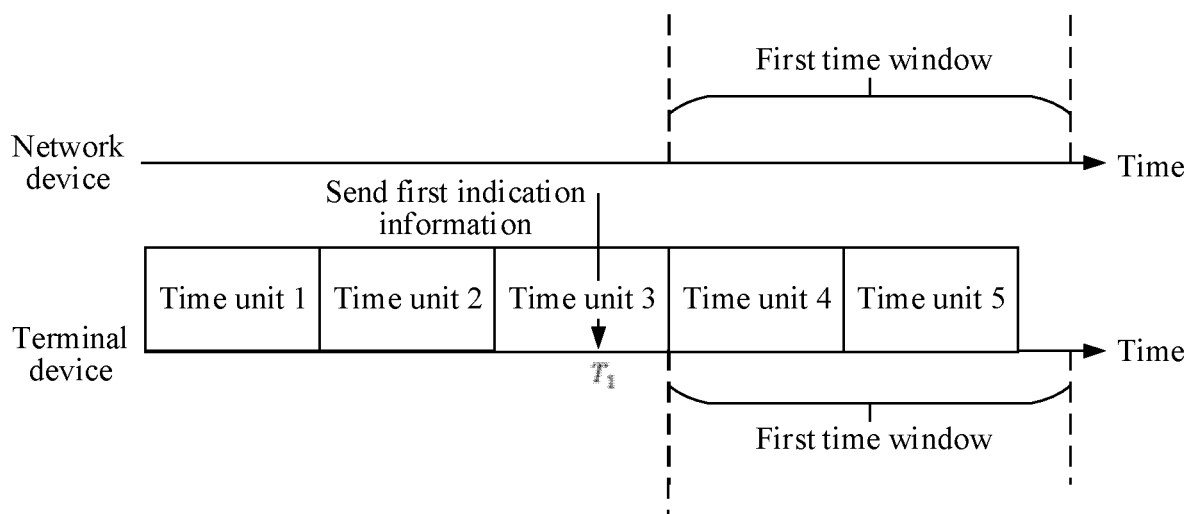 First time window
Network
device
Time
Send first indication
information
Time unit 1
Time unit 2
Time unit 3
Time unit 4
Time unit 5
Terminal
device
Time
First time window